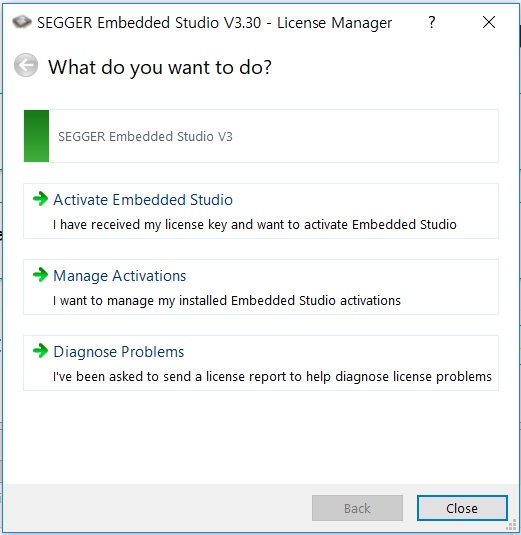 SEGGER Embedded Studio V3.30 - License Manager ?
What do you want to do?
SEGGER Embedded Studio V3
Activate Embedded Studio
I have received my license key and want to activate Embedded Studio
Manage Activations
I want to manage my installed Embedded Studio activations
Diagnose Problems
I've been asked to send a license report to help diagnose license problems
Back Close